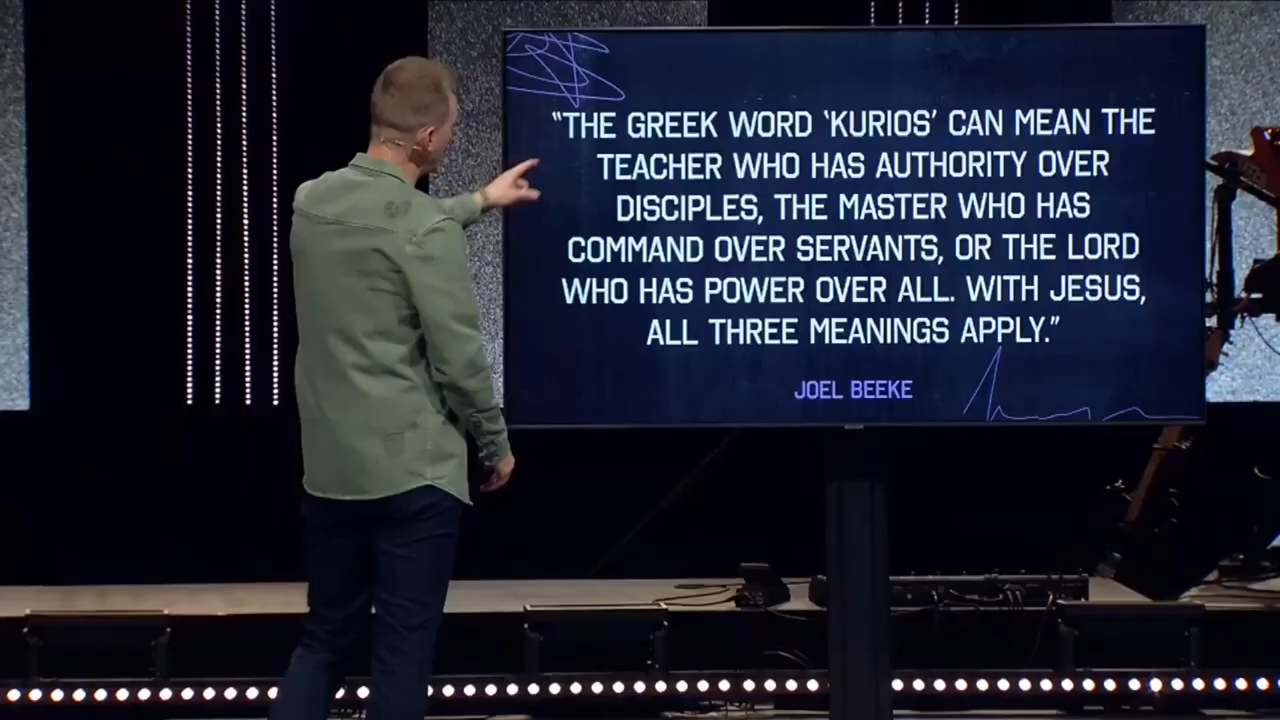 “THE GREEK WORD ‘KURIOS’ CAN MEAN THE
TEACHER WHO HAS AUTHORITY OVER
DISCIPLES, THE MASTER WHO HAS
COMMAND OVER SERVANTS, OR THE LORD
WHO HAS POWER OVER ALL. WITH JESUS,
ALL THREE MEANINGS APPLY.”
JOEL BEEKE